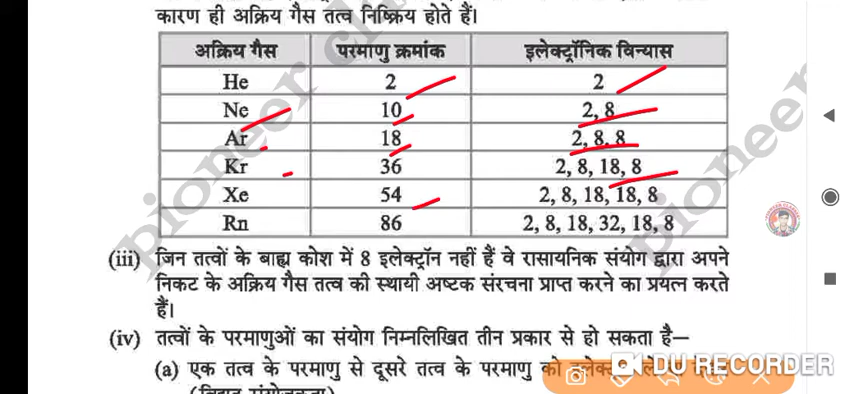 कारण ही अक्रिय गैस तत्व निष्क्रिय होते हैं।
अक्रिय गैस परमाणु क्रमांक इलेक्ट्रॉनिक विन्यास
He 2 2
Ne 10 2, 8
Ar 18 2, 8, 8
Kr 36 2, 8, 18, 8
Xe 54 2, 8, 18, 18, 8
Rn 86 2, 8, 18, 32, 18, 8
(iii) जिन तत्वों के बाह्य कोश में 8 इलेक्ट्रॉन नहीं हैं वे रासायनिक संयोग द्वारा अपने
निकट के अक्रिय गैस तत्व की स्थायी अष्टक संरचना प्राप्त करने का प्रयत्न करते
हैं।
(iv) तत्वों के परमाणुओं का संयोग निम्नलिखित तीन प्रकार से हो सकता है—
(a) एक तत्व के परमाणु से दूसरे तत्व के परमाणु को
DU RECORDER
pioneer
pioneer